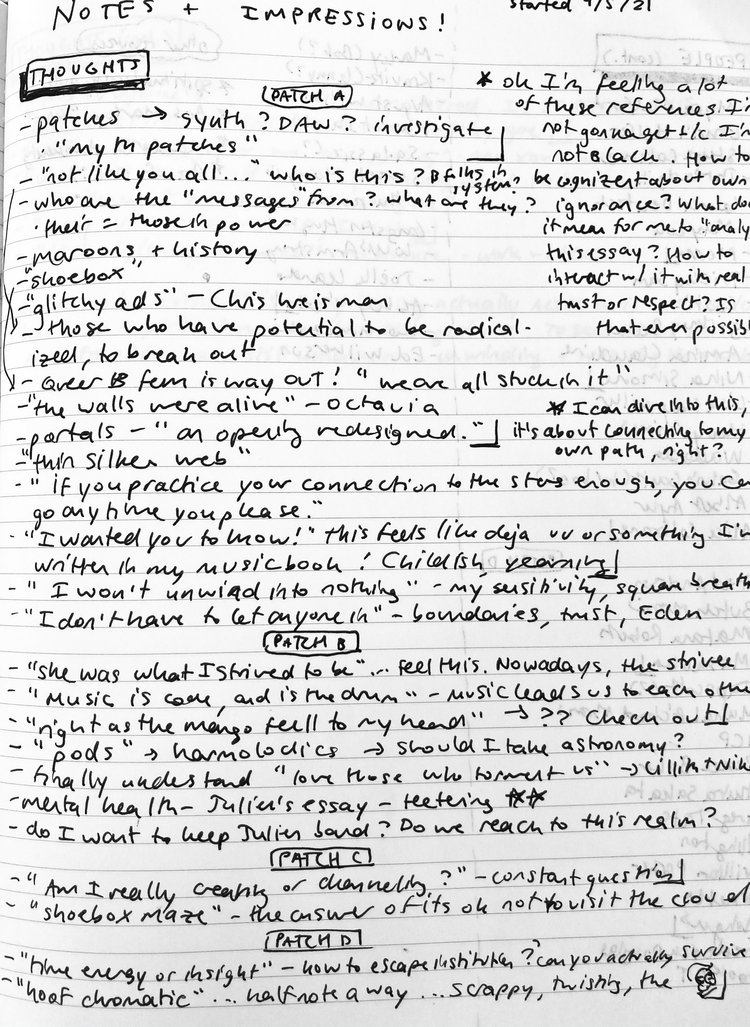 NOTES + IMPRESSIONS!
started 4/5/21
THOUGHTS
PATCH A
-patches → synth? DAW? investigate
· "myth patches"
-"not like you all..." who is this? B folks in system?
-who are the "messages" from? what are they?
· their = those in power
-maroons, + history
-"shoebox"
-"glitchy ads" - Chris Weisman
- those who have potential to be radical-
ized, to break out
- career B fem is way out! "we are all stuck in it"
-"the walls were alive" - octavia
-portals - "an openly redesigned."
-"thin silken web"
-" if you practice your connection to the stars enough, you can
go anytime you please."
-"I wanted you to know!" this feels like deja vu or something I'm
written in my music book! Childish, yearning
-" I won't unwind into nothing" - my sensitivity, square breath
-"I don't have to let anyone in" - boundaries, trust, Eden
* ok I'm feeling a lot
of these references I'm
not gonna get b/c I'm
not Black. How to
be cognizent about own
ignorance? What does
it mean for me to "analy
this essay? How to
interact w/ it with real
trust or respect? Is
that even possib
* I can dive into this,
it's about connecting to my
own path, right?
PATCH B
- "she was what I strived to be"... feel this. Nowadays, the strivee
- "Music is code, and is the drum" - music leads us to each othe
-"right as the mango fell to my head" → ?? check out!
- "pods" → harmolodics → should I take astronomy?
- finally understand "love those who torment us" → Lillith + Nik
-mental health - Julien's essay - teetering **
- do I want to keep Julien band? Do we reach to this realm?
PATCH C
-"Am I really creating or channeling?" - constant question
- "shoebox maze" - the answer of its ok not to visit the cloud
PATCH D
-"time energy or insight" - how to escape institution? can you actually survive
-"hoof chromatic"... half note away ... scrappy, twisting, the